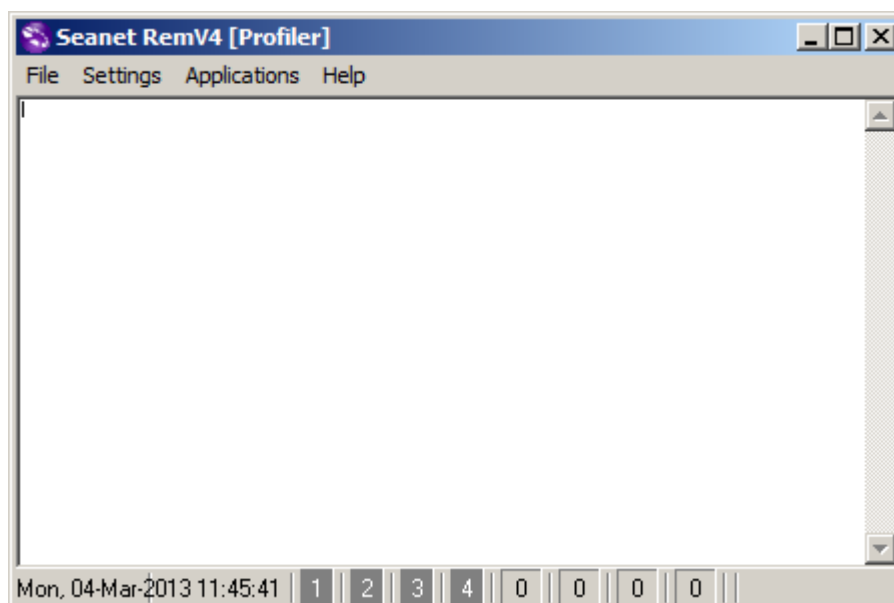 Seanet RemV4 [Profiler]
File Settings Applications Help
Mon, 04-Mar-2013 11:45:41 1 2 3 4 0 0 0 0